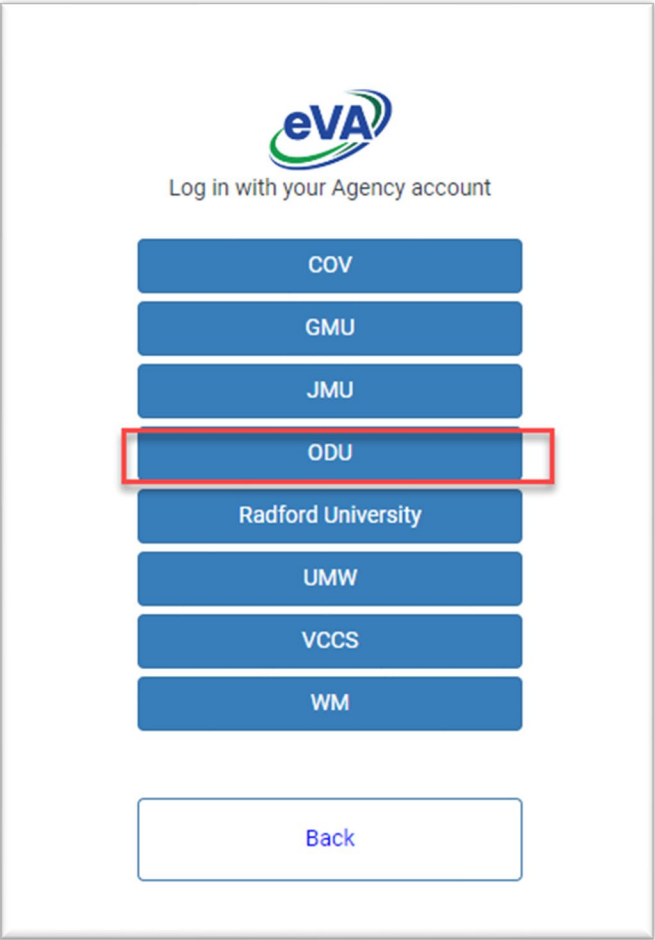 eVA
Log in with your Agency account
COV
GMU
JMU
ODU
Radford University
UMW
VCCS
WM
Back